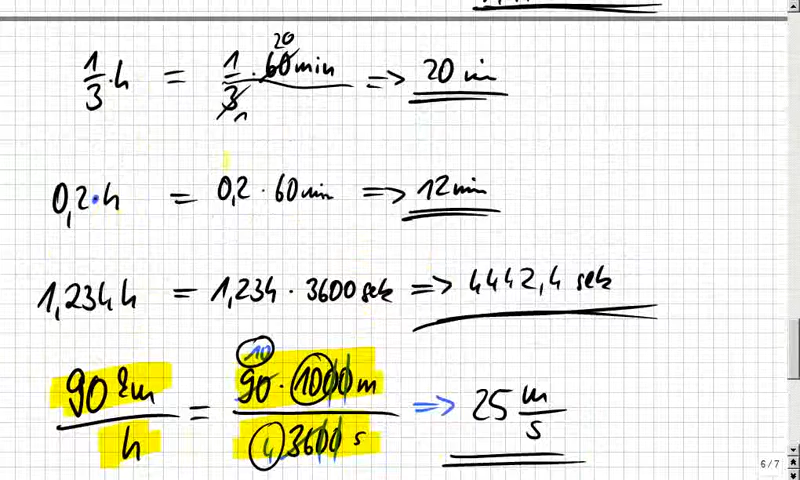 20
1/3 · h = 1/3 · 60 min => 20 min
1
0,2 · h = 0,2 · 60 min => 12 min
1,234 h = 1,234 · 3600 sek => 4442,4 sek
10
90 km / h = 90 · 1000 m / 3600 s => 25 m/s
4
6/7